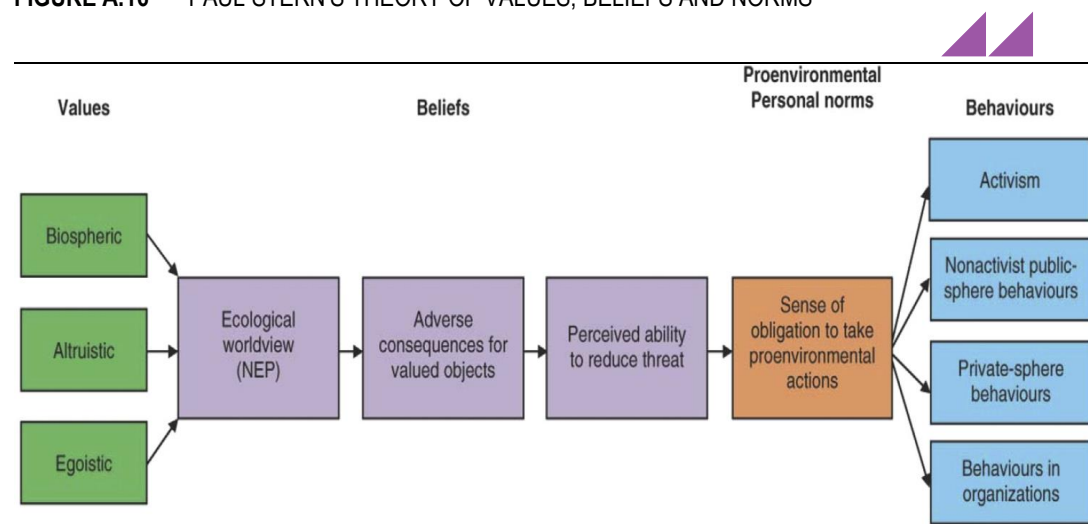 FIGURE A.10 PAUL STERN'S THEORY OF VALUES, BELIEFS AND NORMS
Values
Beliefs
Proenvironmental
Personal norms
Behaviours
Biospheric
Altruistic
Egoistic
Ecological
worldview
(NEP)
Adverse
consequences for
valued objects
Perceived ability
to reduce threat
Sense of
obligation to take
proenvironmental
actions
Activism
Nonactivist public-
sphere behaviours
Private-sphere
behaviours
Behaviours in
organizations